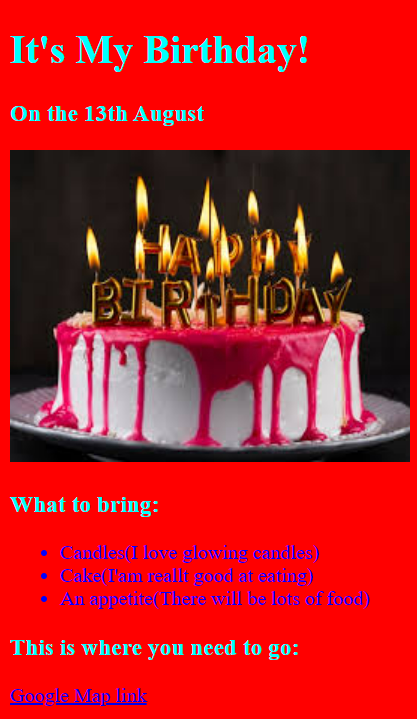 It's My Birthday!
On the 13th August
HAPPY
BIRTHDAY
What to bring:
Candles(I love glowing candles)
Cake(I'am reallt good at eating)
An appetite(There will be lots of food)
This is where you need to go:
Google Map link